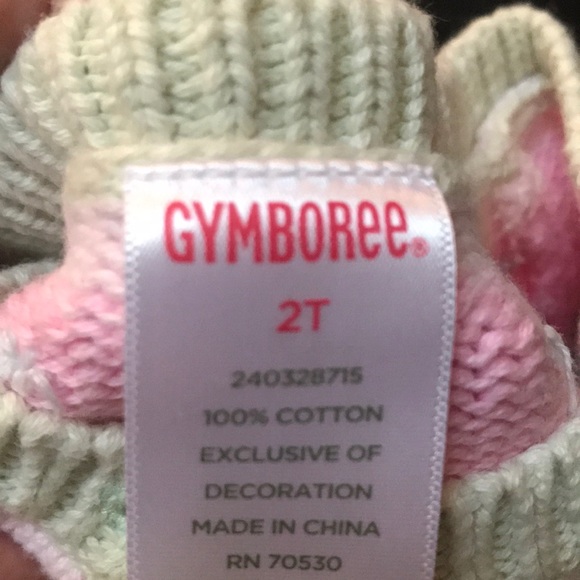 GYMBOREE®
2T
240328715
100% COTTON
EXCLUSIVE OF
DECORATION
MADE IN CHINA
RN 70530